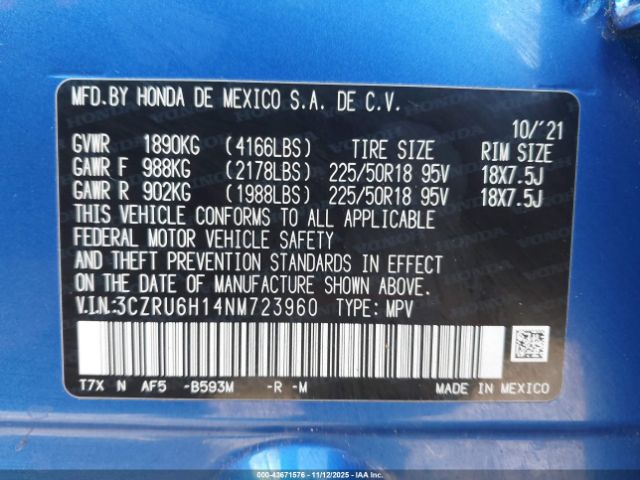 MFD.BY HONDA DE MEXICO S.A. DE C.V.
10/'21
GVWR 1890KG (4166LBS) TIRE SIZE RIM SIZE
GAWR F 988KG (2178LBS) 225/50R18 95V 18X7.5J
GAWR R 902KG (1988LBS) 225/50R18 95V 18X7.5J
THIS VEHICLE CONFORMS TO ALL APPLICABLE
FEDERAL MOTOR VEHICLE SAFETY
AND THEFT PREVENTION STANDARDS IN EFFECT
ON THE DATE OF MANUFACTURE SHOWN ABOVE.
V.I.N.:3CZRU6H14NM723960 TYPE: MPV
T7X N AF5 -B593M -R -M
MADE IN MEXICO
000-43671576 - 11/12/2025 - IAA Inc.